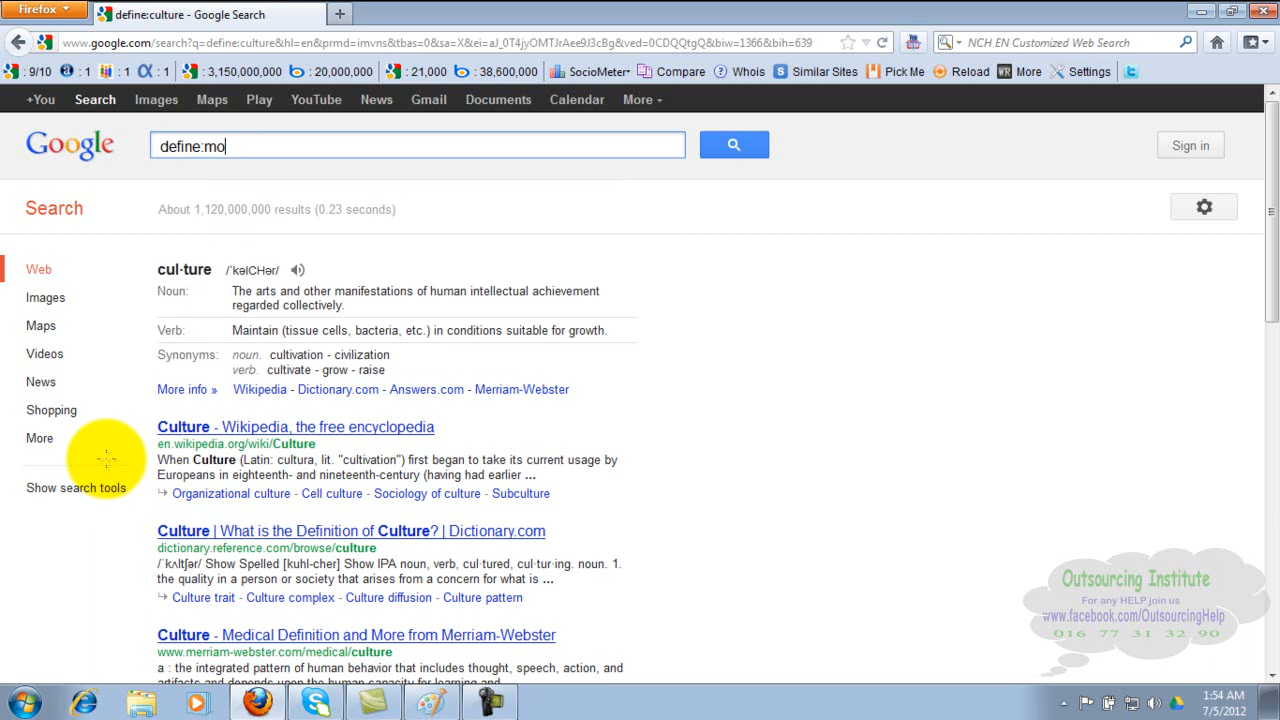 Firefox
define:culture - Google Search
www.google.com/search?q=define:culture&hl=en&prmd=imvns&tbas=0&sa=X&ei=aJ_0T4jyOMTJrAee9J3cBg&ved=0CDQQtgQ&biw=1366&bih=639
NCH EN Customized Web Search
: 9/10 : 1 : 1 : 1 : 3,150,000,000 : 20,000,000 : 21,000 : 38,600,000 SocioMeter Compare Whois Similar Sites Pick Me Reload More Settings
+You Search Images Maps Play YouTube News Gmail Documents Calendar More
Google
define:mo
Sign in
Search
About 1,120,000,000 results (0.23 seconds)
Web
Images
Maps
Videos
News
Shopping
More
Show search tools
cul·ture /ˈkəlCHər/
Noun: The arts and other manifestations of human intellectual achievement
regarded collectively.
Verb: Maintain (tissue cells, bacteria, etc.) in conditions suitable for growth.
Synonyms: noun. cultivation - civilization
verb. cultivate - grow - raise
More info » Wikipedia - Dictionary.com - Answers.com - Merriam-Webster
Culture - Wikipedia, the free encyclopedia
en.wikipedia.org/wiki/Culture
When Culture (Latin: cultura, lit. "cultivation") first began to take its current usage by
Europeans in eighteenth- and nineteenth-century (having had earlier ...
Organizational culture - Cell culture - Sociology of culture - Subculture
Culture | What is the Definition of Culture? | Dictionary.com
dictionary.reference.com/browse/culture
/ˈkʌltʃər/ Show Spelled [kuhl-cher] Show IPA noun, verb, cul·tured, cul·tur·ing. noun. 1.
the quality in a person or society that arises from a concern for what is ...
Culture trait - Culture complex - Culture diffusion - Culture pattern
Culture - Medical Definition and More from Merriam-Webster
www.merriam-webster.com/medical/culture
a : the integrated pattern of human behavior that includes thought, speech, action, and
artifacts and depends upon the human capacity for learning and
Outsourcing Institute
For any HELP join us
www.facebook.com/OutsourcingHelp
016 77 31 32 90
1:54 AM
7/5/2012